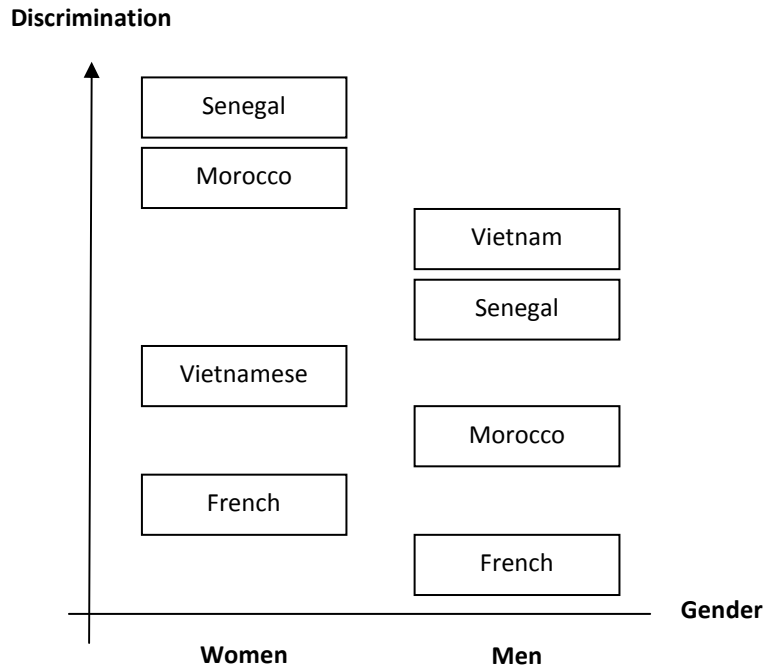 Discrimination
Senegal
Morocco
Vietnam
Senegal
Vietnamese
Morocco
French
French
Gender
Women
Men